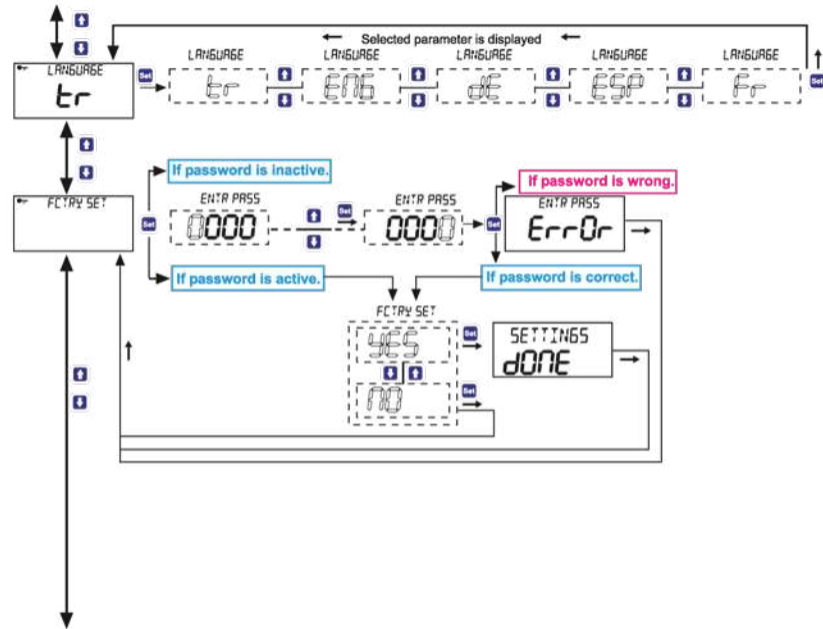 Selected parameter is displayed
LANGUAGE
tr
Set
LANGUAGE
tr
LANGUAGE
ENG
LANGUAGE
dE
LANGUAGE
ESP
LANGUAGE
Fr
Set
If password is inactive.
If password is wrong.
FCTRY SET
Set
ENTR PASS
0000
Set
ENTR PASS
0000
Set
ENTR PASS
Err0r
If password is active.
If password is correct.
FCTRY SET
yES
Set
SETTINGS
dONE
NO
Set